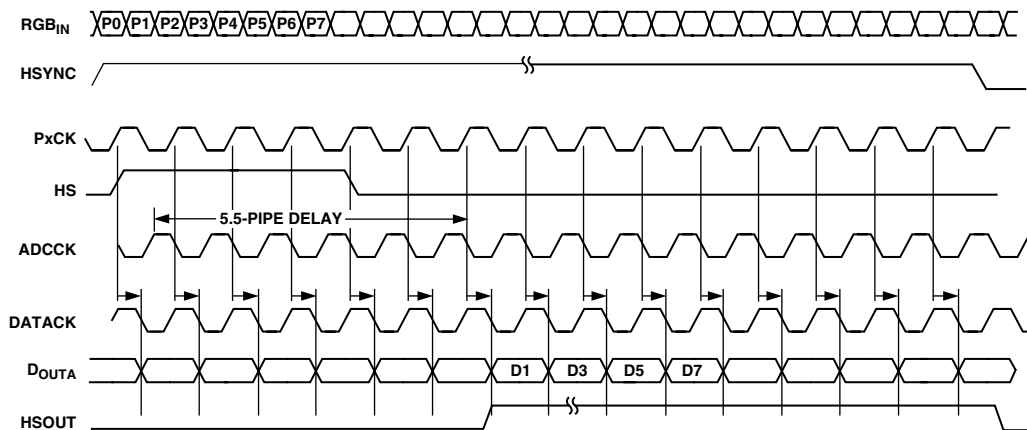 RGBIN P0 P1 P2 P3 P4 P5 P6 P7
HSYNC
PxCK
HS
5.5-PIPE DELAY
ADCCK
DATACK
DOUTA D1 D3 D5 D7
HSOUT